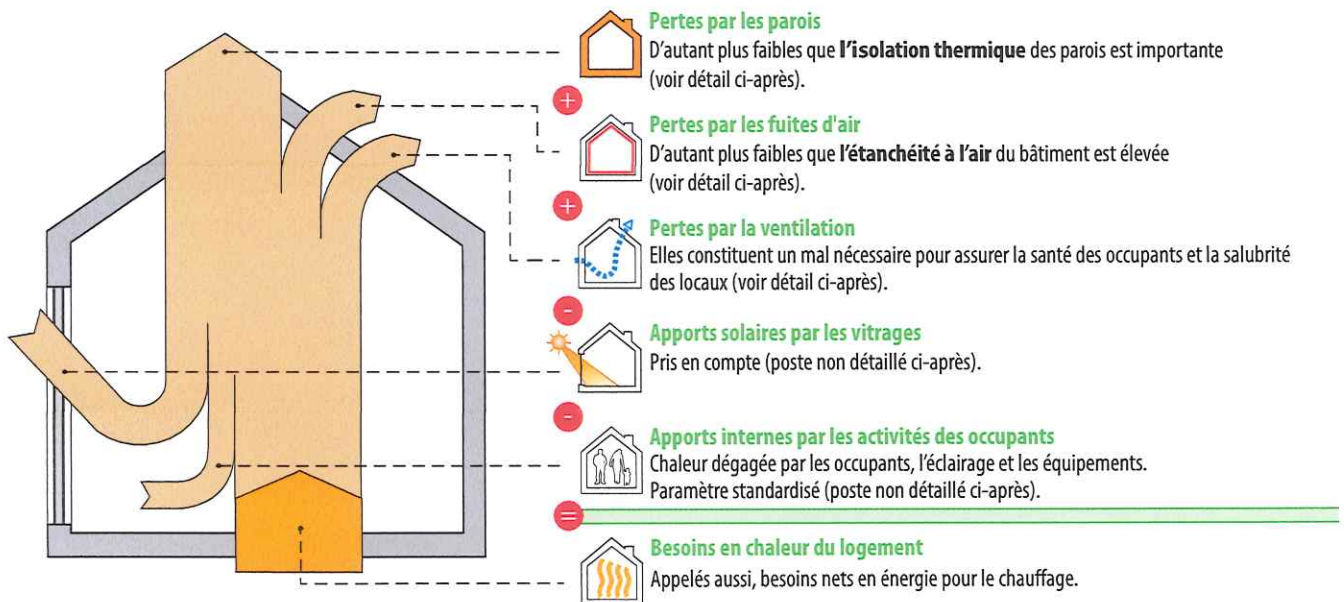 Pertes par les parois
D'autant plus faibles que l'isolation thermique des parois est importante
(voir détail ci-après).
+
Pertes par les fuites d'air
D'autant plus faibles que l'étanchéité à l'air du bâtiment est élevée
(voir détail ci-après).
+
Pertes par la ventilation
Elles constituent un mal nécessaire pour assurer la santé des occupants et la salubrité
des locaux (voir détail ci-après).
-
Apports solaires par les vitrages
Pris en compte (poste non détaillé ci-après).
-
Apports internes par les activités des occupants
Chaleur dégagée par les occupants, l'éclairage et les équipements.
Paramètre standardisé (poste non détaillé ci-après).
=
Besoins en chaleur du logement
Appelés aussi, besoins nets en énergie pour le chauffage.